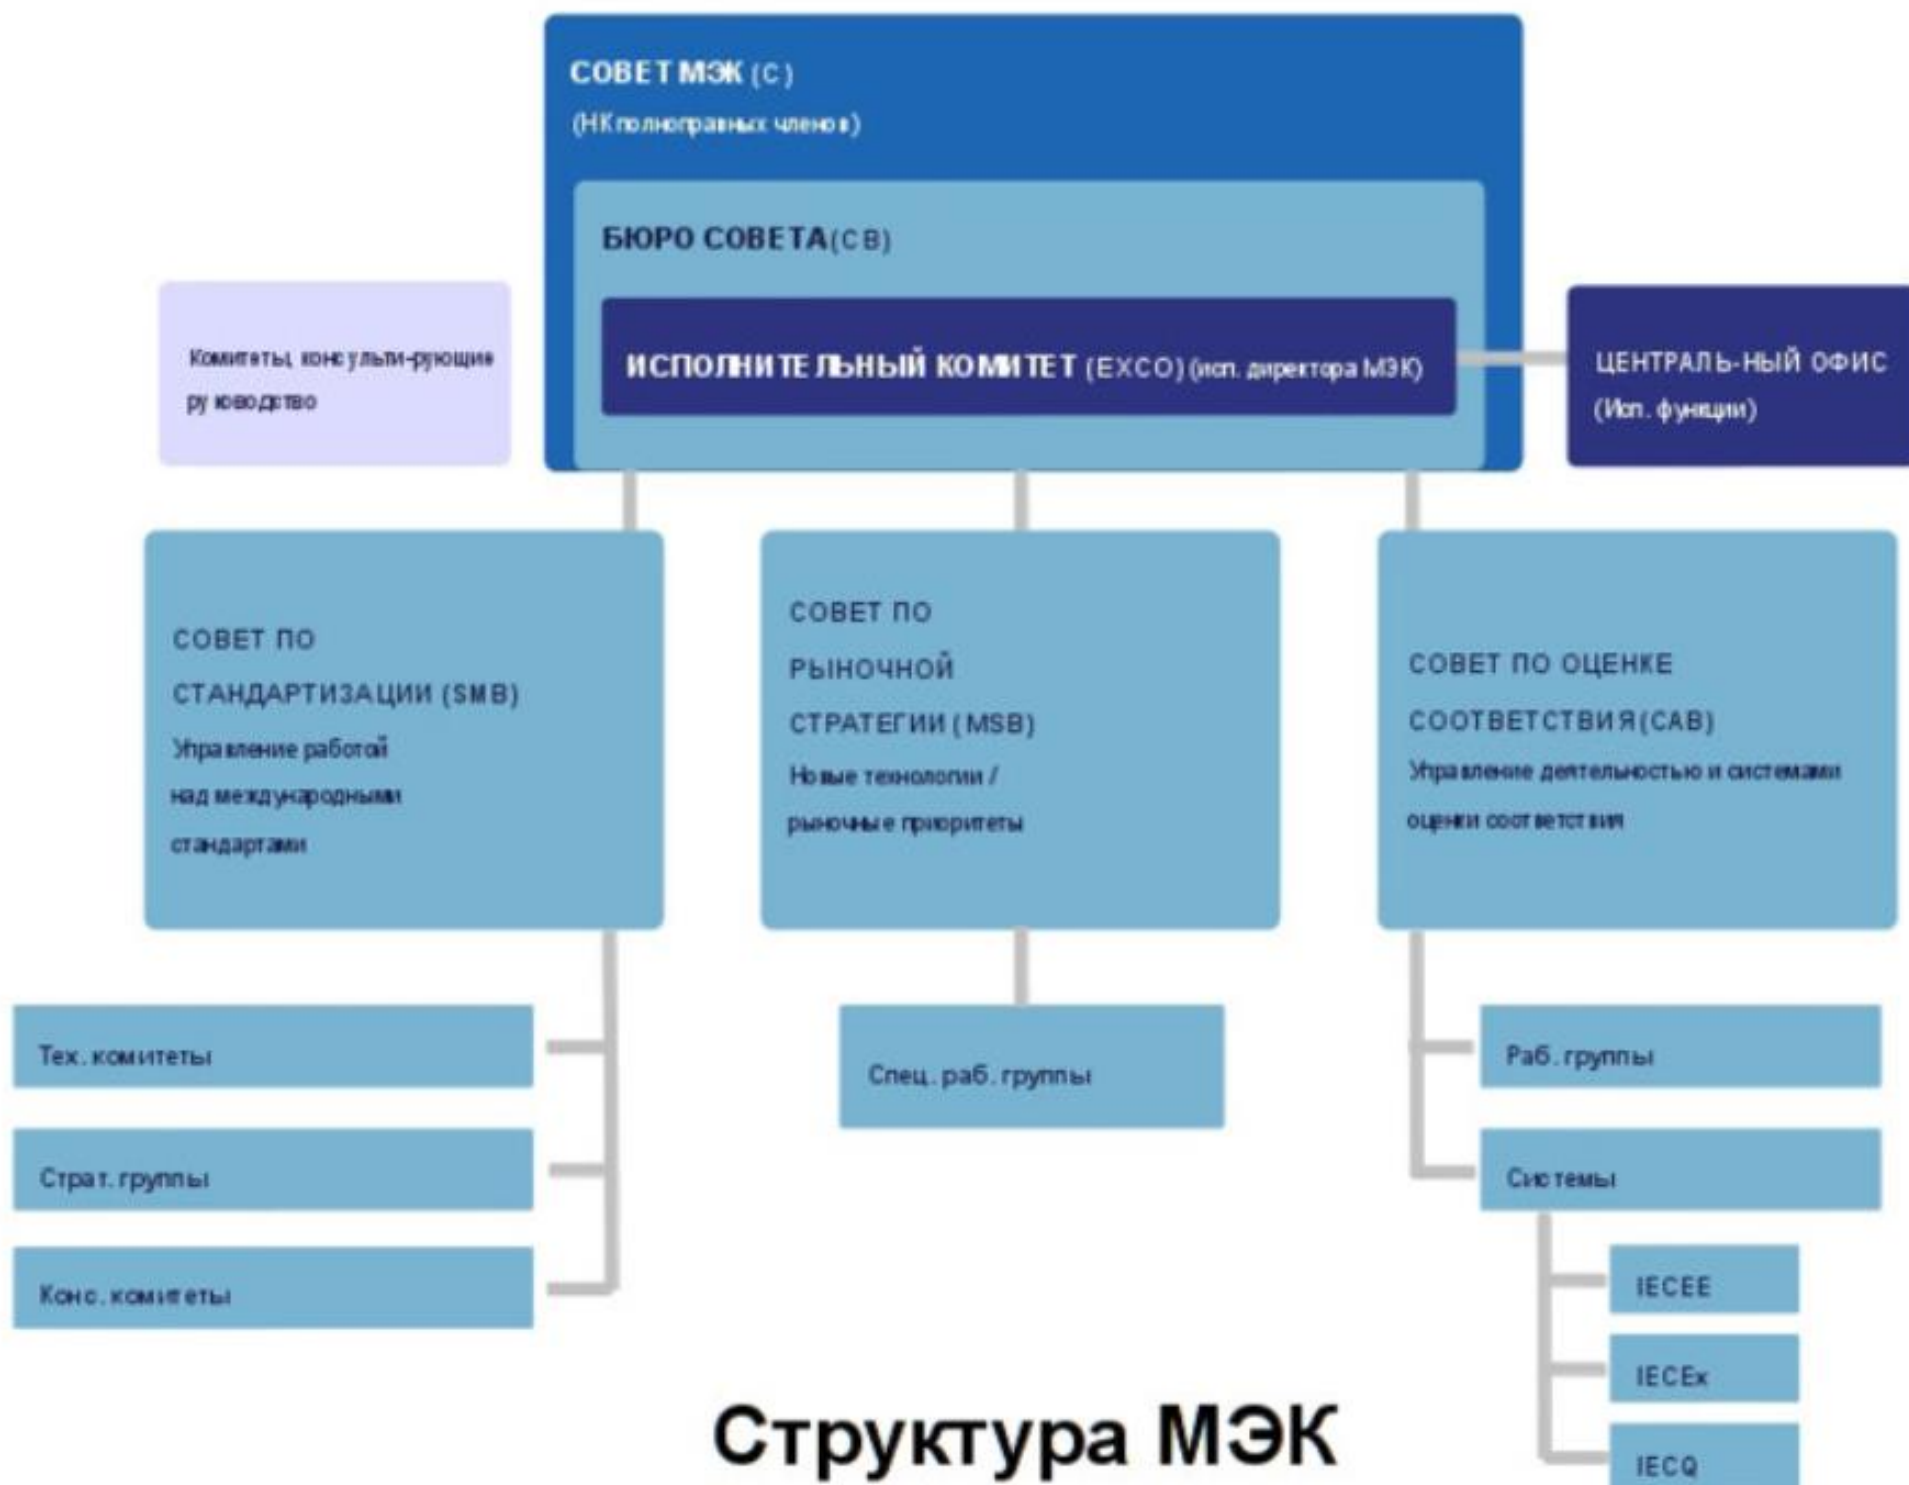 СОВЕТ МЭК (С)
(НК полноправных членов)
БЮРО СОВЕТА(СВ)
ИСПОЛНИТЕЛЬНЫЙ КОМИТЕТ (EXCO) (исп. директора МЭК)
Комитеты, консульти-рующие
руководство
ЦЕНТРАЛЬ-НЫЙ ОФИС
(Исп. функции)
СОВЕТ ПО
СТАНДАРТИЗАЦИИ (SMB)
Управление работой
над международными
стандартами
СОВЕТ ПО
РЫНОЧНОЙ
СТРАТЕГИИ (MSB)
Новые технологии /
рыночные приоритеты
СОВЕТ ПО ОЦЕНКЕ
СООТВЕТСТВИЯ(CAB)
Управление деятельностью и системами
оценки соответствия
Тех. комитеты
Страт. группы
Конс. комитеты
Спец. раб. группы
Раб. группы
Системы
IECEE
IECEx
IECQ
Структура МЭК